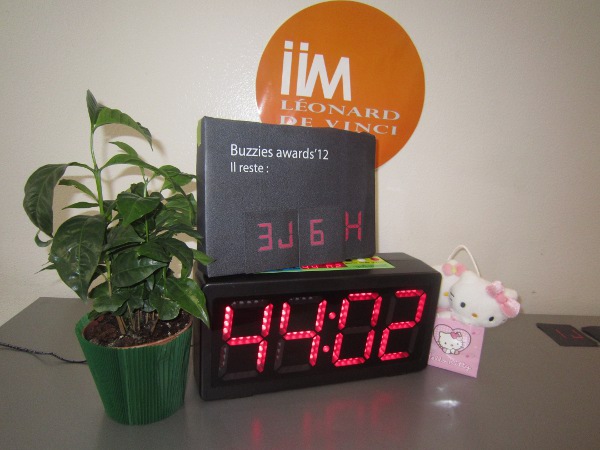 iim
LÉONARD
DE VINCI
Buzzies awards'12
Il reste :
3J 6 H
44:02